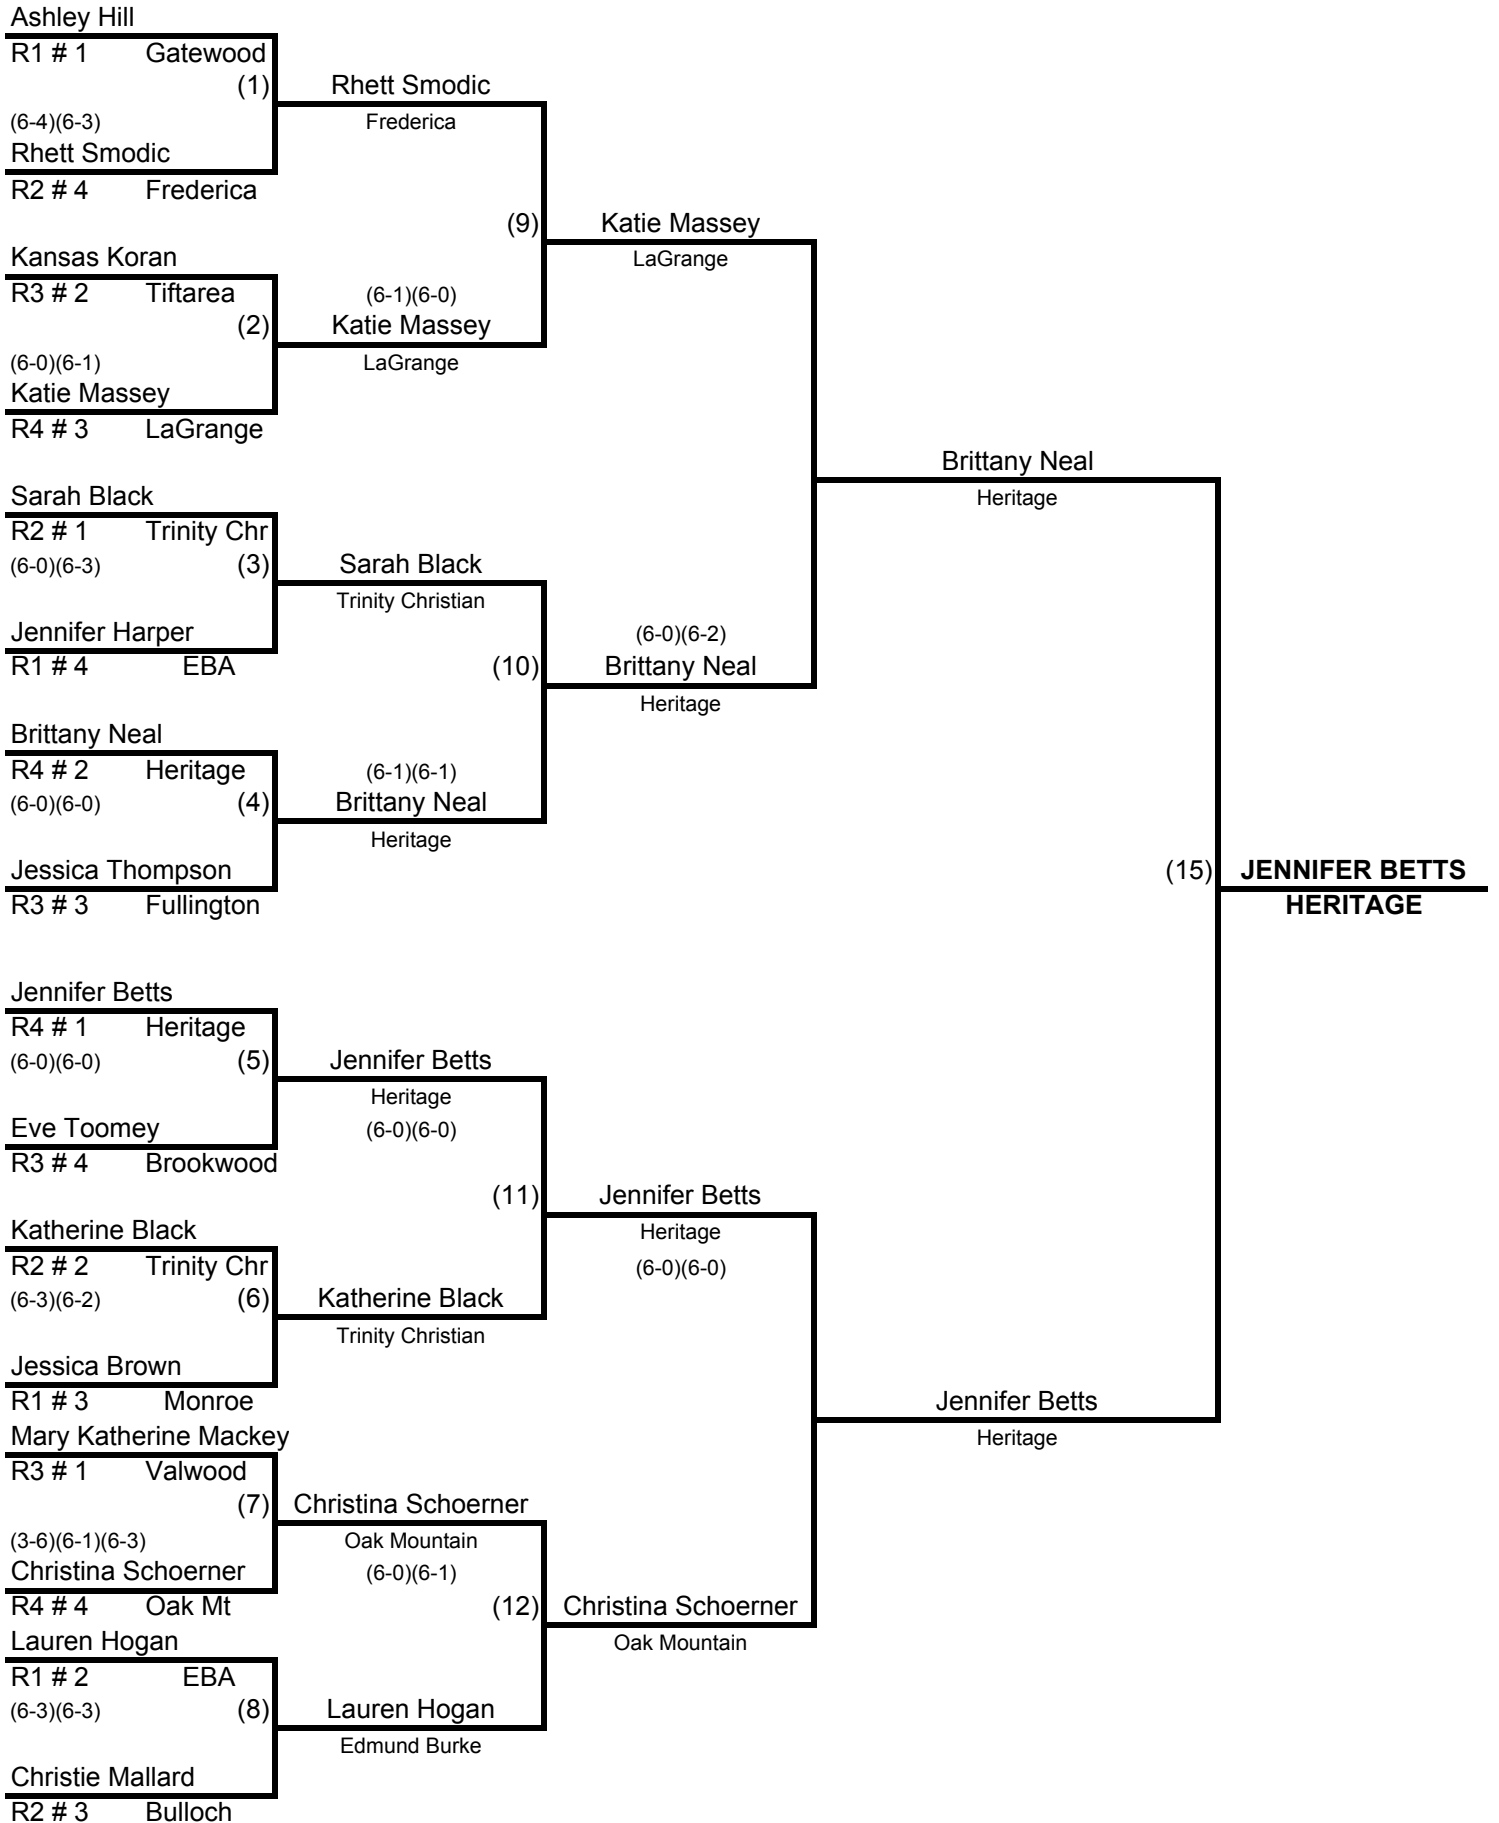 Ashley Hill
R1 # 1 Gatewood
(1) Rhett Smodic
(6-4)(6-3) Frederica
Rhett Smodic
R2 # 4 Frederica
(9) Katie Massey
Kansas Koran LaGrange
R3 # 2 Tiftarea (6-1)(6-0)
(2) Katie Massey
(6-0)(6-1) LaGrange
Katie Massey
R4 # 3 LaGrange
Brittany Neal
Sarah Black Heritage
R2 # 1 Trinity Chr
(6-0)(6-3) (3) Sarah Black
Trinity Christian
Jennifer Harper (6-0)(6-2)
R1 # 4 EBA (10) Brittany Neal
Heritage
Brittany Neal
R4 # 2 Heritage (6-1)(6-1)
(6-0)(6-0) (4) Brittany Neal
Heritage
Jessica Thompson (15) JENNIFER BETTS
R3 # 3 Fullington HERITAGE
Jennifer Betts
R4 # 1 Heritage
(6-0)(6-0) (5) Jennifer Betts
Heritage
Eve Toomey (6-0)(6-0)
R3 # 4 Brookwood
(11) Jennifer Betts
Katherine Black Heritage
R2 # 2 Trinity Chr (6-0)(6-0)
(6-3)(6-2) (6) Katherine Black
Trinity Christian
Jessica Brown
R1 # 3 Monroe Jennifer Betts
Mary Katherine Mackey Heritage
R3 # 1 Valwood
(7) Christina Schoerner
(3-6)(6-1)(6-3) Oak Mountain
Christina Schoerner (6-0)(6-1)
R4 # 4 Oak Mt (12) Christina Schoerner
Lauren Hogan Oak Mountain
R1 # 2 EBA
(6-3)(6-3) (8) Lauren Hogan
Edmund Burke
Christie Mallard
R2 # 3 Bulloch